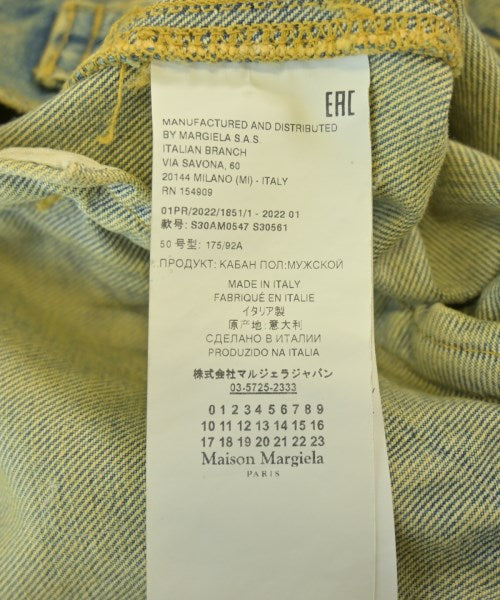 EAC
MANUFACTURED AND DISTRIBUTED
BY MARGIELA S.A.S.
ITALIAN BRANCH
VIA SAVONA, 60
20144 MILANO (MI) - ITALY
RN 154909
01PR/2022/1851/1 - 2022 01
款号: S30AM0547 S30561
50 号型: 175/92A
ПРОДУКТ: КАБАН ПОЛ:МУЖСКОЙ
MADE IN ITALY
FABRIQUÉ EN ITALIE
イタリア製
原产地:意大利
СДЕЛАНО В ИТАЛИИ
PRODUZIDO NA ITALIA
株式会社マルジェラジャパン
03-5725-2333
0 1 2 3 4 5 6 7 8 9
10 11 12 13 14 15 16
17 18 19 20 21 22 23
Maison Margiela
PARIS